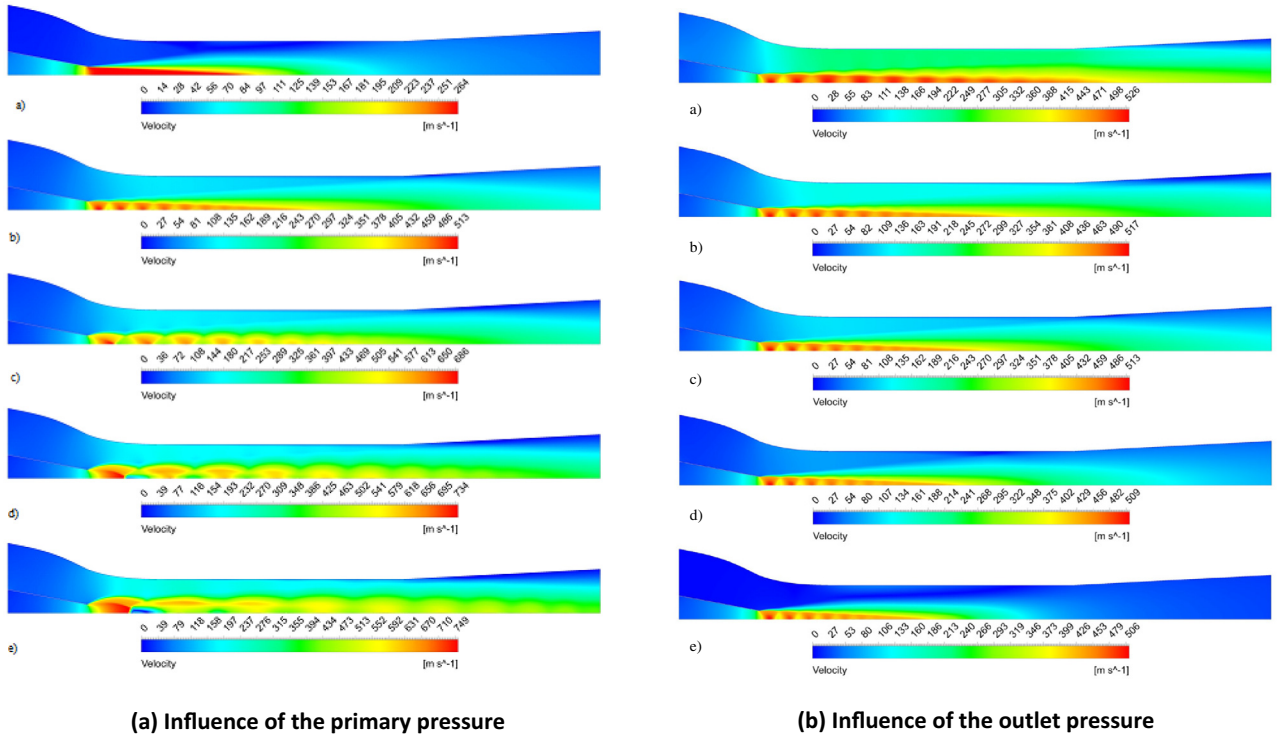 0 14 28 42 56 70 84 97 111 125 139 153 167 181 195 209 223 237 251 264
a)
Velocity [m s^-1]
0 27 54 81 108 135 162 189 216 243 270 297 324 351 378 405 432 459 486 513
b)
Velocity [m s^-1]
0 36 72 108 144 180 217 253 289 325 361 397 433 469 505 541 577 613 650 686
c)
Velocity [m s^-1]
0 39 77 116 154 193 232 270 309 348 386 425 463 502 541 579 618 656 695 734
d)
Velocity [m s^-1]
0 39 79 118 158 197 237 276 315 355 394 434 473 513 552 592 631 670 710 749
e)
Velocity [m s^-1]
(a) Influence of the primary pressure
0 28 55 83 111 138 166 194 222 249 277 305 332 360 388 415 443 471 498 526
a)
Velocity [m s^-1]
0 27 54 82 109 136 163 191 218 245 272 299 327 354 381 408 436 463 490 517
b)
Velocity [m s^-1]
0 27 54 81 108 135 162 189 216 243 270 297 324 351 378 405 432 459 486 513
c)
Velocity [m s^-1]
0 27 54 80 107 134 161 188 214 241 268 295 322 348 375 402 429 456 482 509
d)
Velocity [m s^-1]
0 27 53 80 106 133 160 186 213 240 266 293 319 346 373 399 426 453 479 506
e)
Velocity [m s^-1]
(b) Influence of the outlet pressure